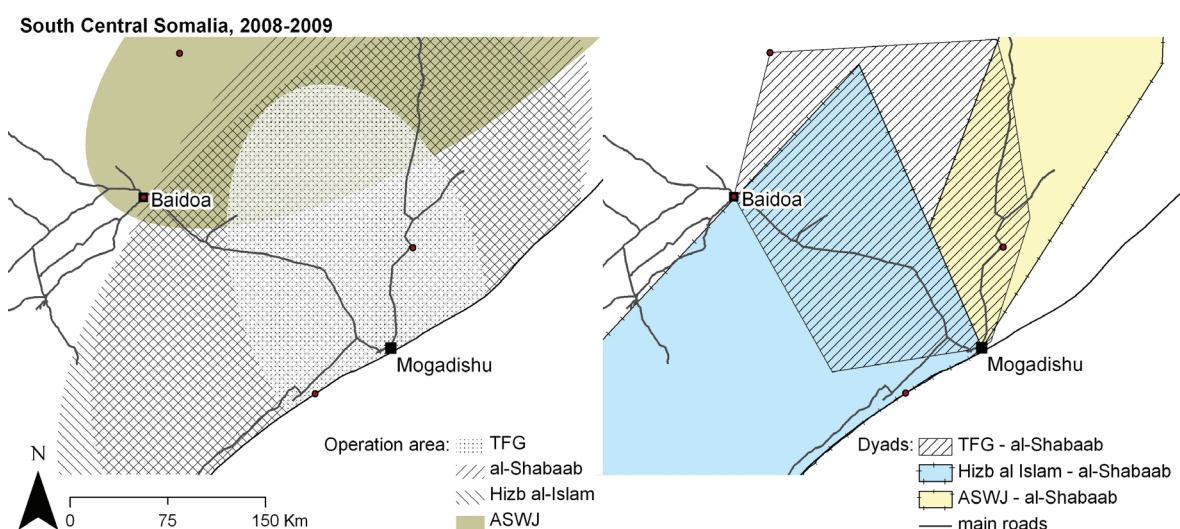 South Central Somalia, 2008-2009
Baidoa
Mogadishu
N
0 75 150 Km
Operation area:
TFG
al-Shabaab
Hizb al-Islam
ASWJ
Baidoa
Mogadishu
Dyads:
TFG - al-Shabaab
Hizb al Islam - al-Shabaab
ASWJ - al-Shabaab
main roads